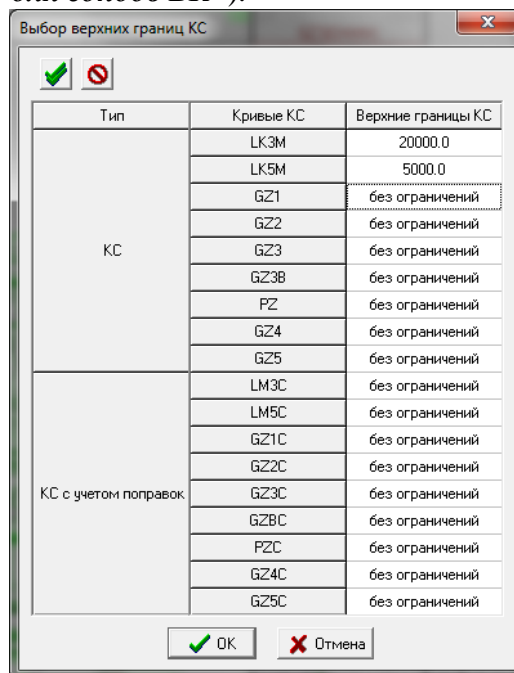 Выбор верхних границ КС
Тип Кривые КС Верхние границы КС
КС
LK3M 20000.0
LK5M 5000.0
GZ1 без ограничений
GZ2 без ограничений
GZ3 без ограничений
GZ3B без ограничений
PZ без ограничений
GZ4 без ограничений
GZ5 без ограничений
КС с учетом поправок
LM3C без ограничений
LM5C без ограничений
GZ1C без ограничений
GZ2C без ограничений
GZ3C без ограничений
GZBC без ограничений
PZC без ограничений
GZ4C без ограничений
GZ5C без ограничений
OK Отмена